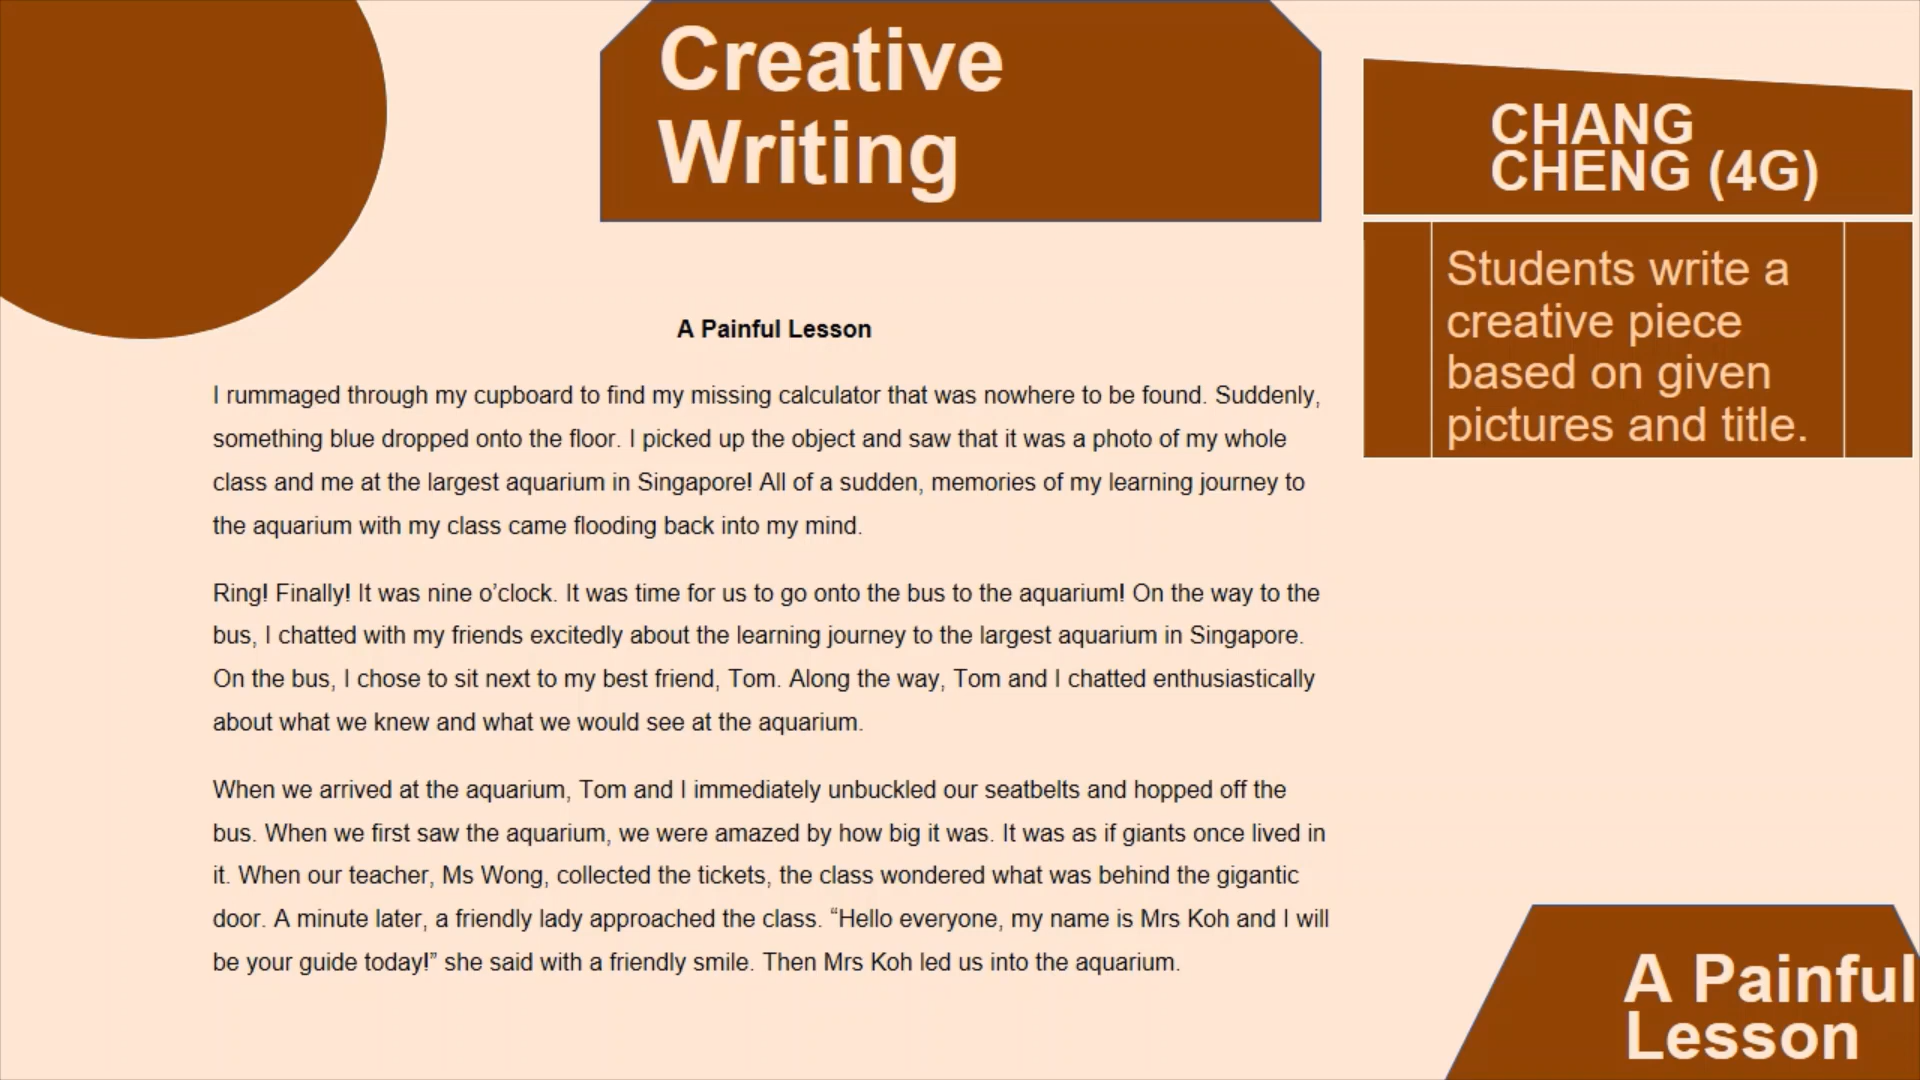 Creative
Writing
CHANG
CHENG (4G)
Students write a
creative piece
based on given
pictures and title.
A Painful Lesson
I rummaged through my cupboard to find my missing calculator that was nowhere to be found. Suddenly,
something blue dropped onto the floor. I picked up the object and saw that it was a photo of my whole
class and me at the largest aquarium in Singapore! All of a sudden, memories of my learning journey to
the aquarium with my class came flooding back into my mind.
Ring! Finally! It was nine o’clock. It was time for us to go onto the bus to the aquarium! On the way to the
bus, I chatted with my friends excitedly about the learning journey to the largest aquarium in Singapore.
On the bus, I chose to sit next to my best friend, Tom. Along the way, Tom and I chatted enthusiastically
about what we knew and what we would see at the aquarium.
When we arrived at the aquarium, Tom and I immediately unbuckled our seatbelts and hopped off the
bus. When we first saw the aquarium, we were amazed by how big it was. It was as if giants once lived in
it. When our teacher, Ms Wong, collected the tickets, the class wondered what was behind the gigantic
door. A minute later, a friendly lady approached the class. “Hello everyone, my name is Mrs Koh and I will
be your guide today!” she said with a friendly smile. Then Mrs Koh led us into the aquarium.
A Painful
Lesson